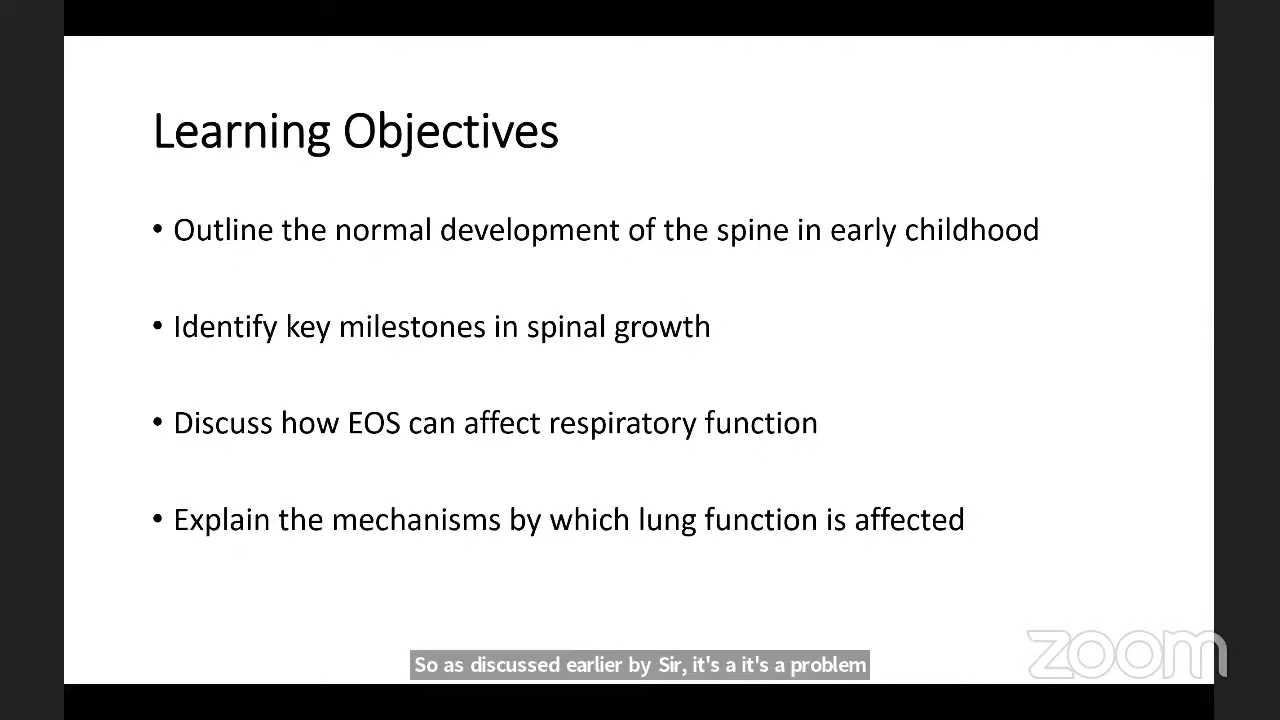 Learning Objectives
• Outline the normal development of the spine in early childhood
• Identify key milestones in spinal growth
• Discuss how EOS can affect respiratory function
• Explain the mechanisms by which lung function is affected
So as discussed earlier by Sir, it's a it's a problem
zoom